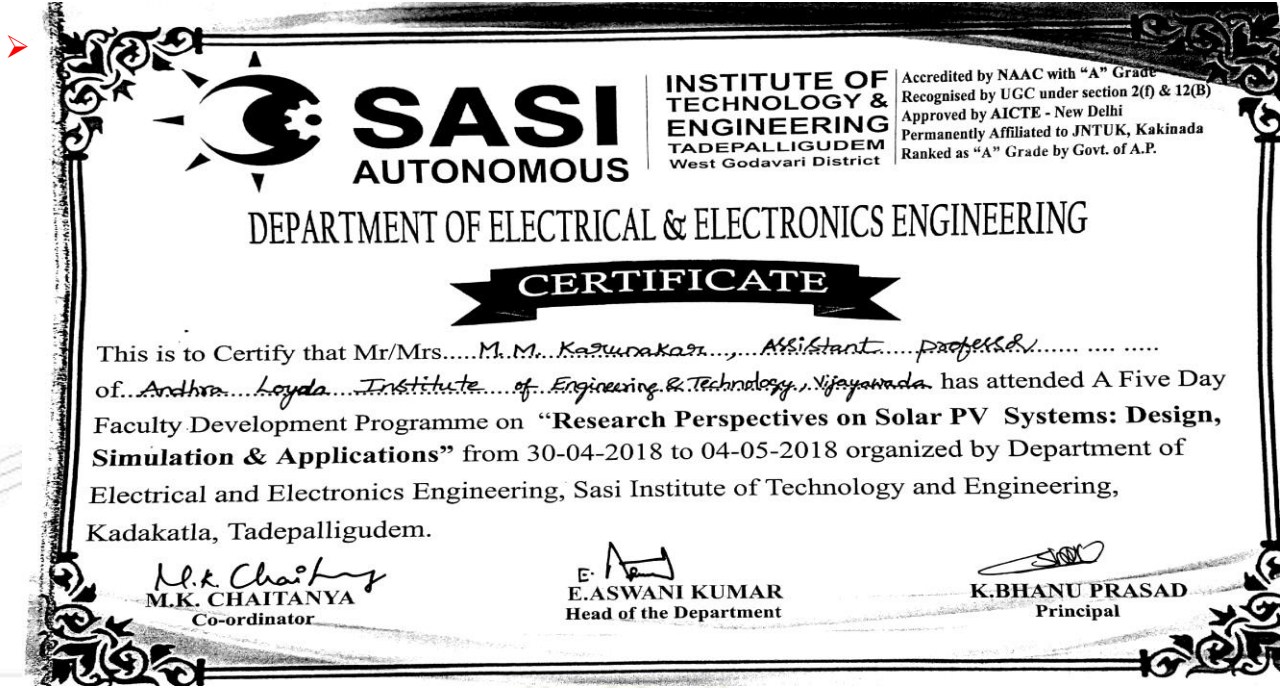 SASI
AUTONOMOUS
INSTITUTE OF
TECHNOLOGY &
ENGINEERING
TADEPALLIGUDEM
West Godavari District
Accredited by NAAC with “A” Grade
Recognised by UGC under section 2(f) & 12(B)
Approved by AICTE - New Delhi
Permanently Affiliated to JNTUK, Kakinada
Ranked as “A” Grade by Govt. of A.P.
DEPARTMENT OF ELECTRICAL & ELECTRONICS ENGINEERING
CERTIFICATE
This is to Certify that Mr/Mrs.....M.M. Karunakar...., Assistant professor...... .... .....
of...Andhra Loyola Institute of Engineering & Technology, Vijayawada has attended A Five Day
Faculty Development Programme on “Research Perspectives on Solar PV Systems: Design,
Simulation & Applications” from 30-04-2018 to 04-05-2018 organized by Department of
Electrical and Electronics Engineering, Sasi Institute of Technology and Engineering,
Kadakatla, Tadepalligudem.
M.K. Chaitanya
M.K. CHAITANYA
Co-ordinator
E.ASWANI KUMAR
Head of the Department
K.BHANU PRASAD
Principal